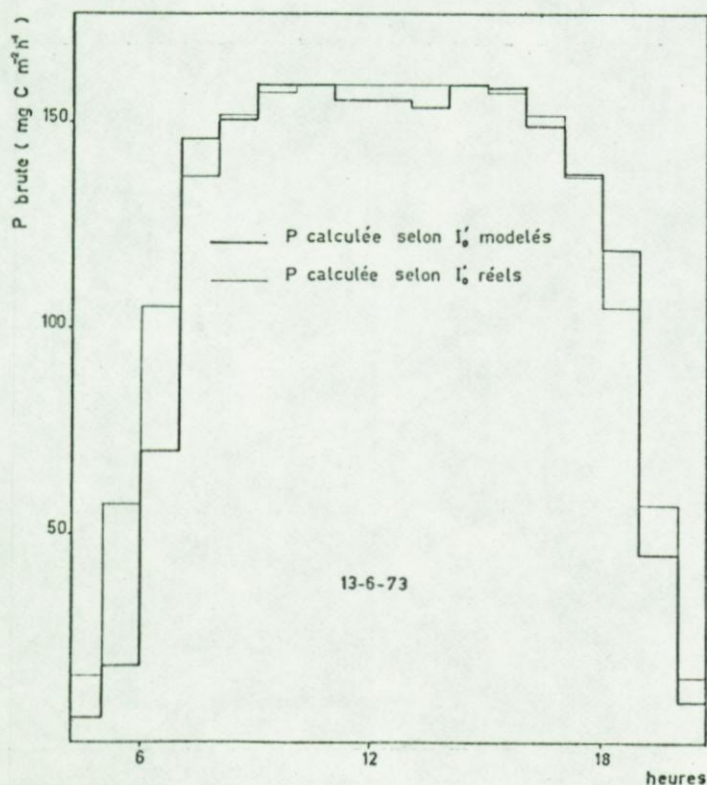 P brute ( mg C m⁻²h⁻¹ )
150
100
50
P calculée selon I'₀ modelés
P calculée selon I'₀ réels
13-6-73
6 12 18
heures